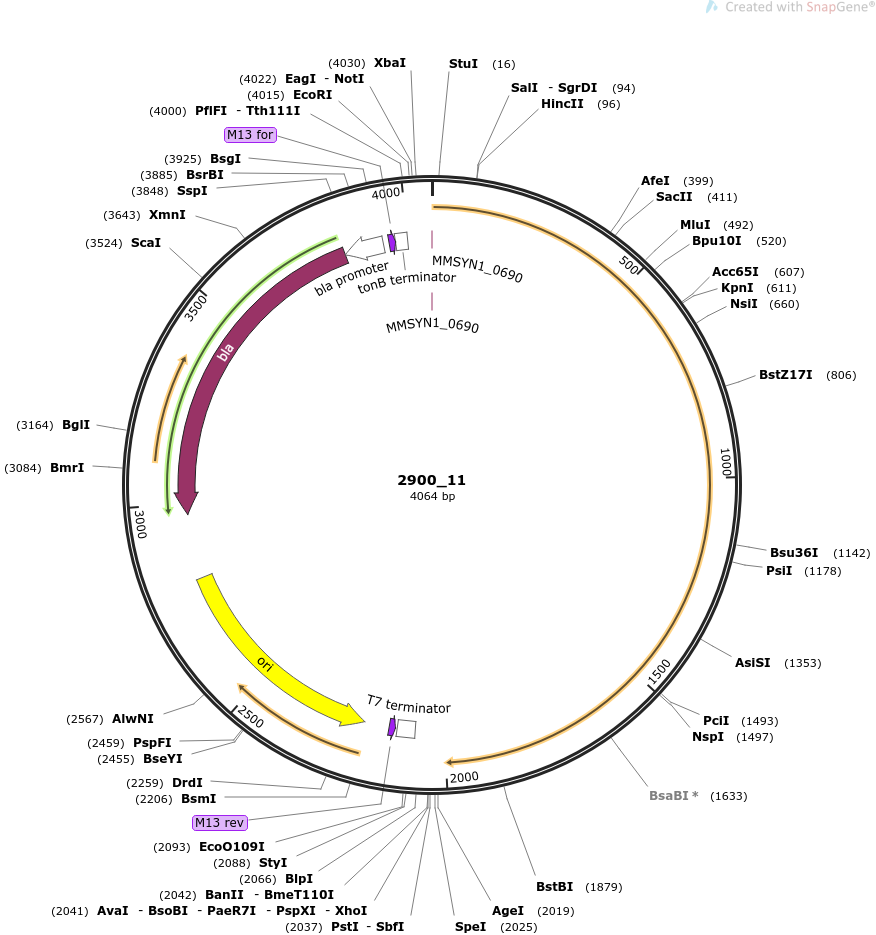 Created with SnapGene®
(4030) XbaI
StuI (16)
(4022) EagI - NotI
SalI - SgrDI (94)
(4015) EcoRI
HincII (96)
(4000) PflFI - Tth111I
M13 for
(3925) BsgI
(3885) BsrBI
(3848) SspI
AfeI (399)
SacII (411)
(3643) XmnI
MluI (492)
(3524) ScaI
Bpu10I (520)
Acc65I (607)
KpnI (611)
NsiI (660)
4000
500
3500
bla promoter
tonB terminator
MMSYN1_0690
MMSYN1_0690
bla
BstZ17I (806)
(3164) BglI
(3084) BmrI
1000
2900_11
4064 bp
3000
Bsu36I (1142)
PsiI (1178)
AsiSI (1353)
ori
1500
T7 terminator
2500
2000
(2567) AlwNI
PciI (1493)
(2459) PspFI
NspI (1497)
(2455) BseYI
(2259) DrdI
(2206) BsmI
BsaBI * (1633)
M13 rev
(2093) EcoO109I
(2088) StyI
(2066) BlpI
BstBI (1879)
(2042) BanII - BmeT110I
(2041) AvaI - BsoBI - PaeR7I - PspXI - XhoI
AgeI (2019)
(2037) PstI - SbfI
SpeI (2025)